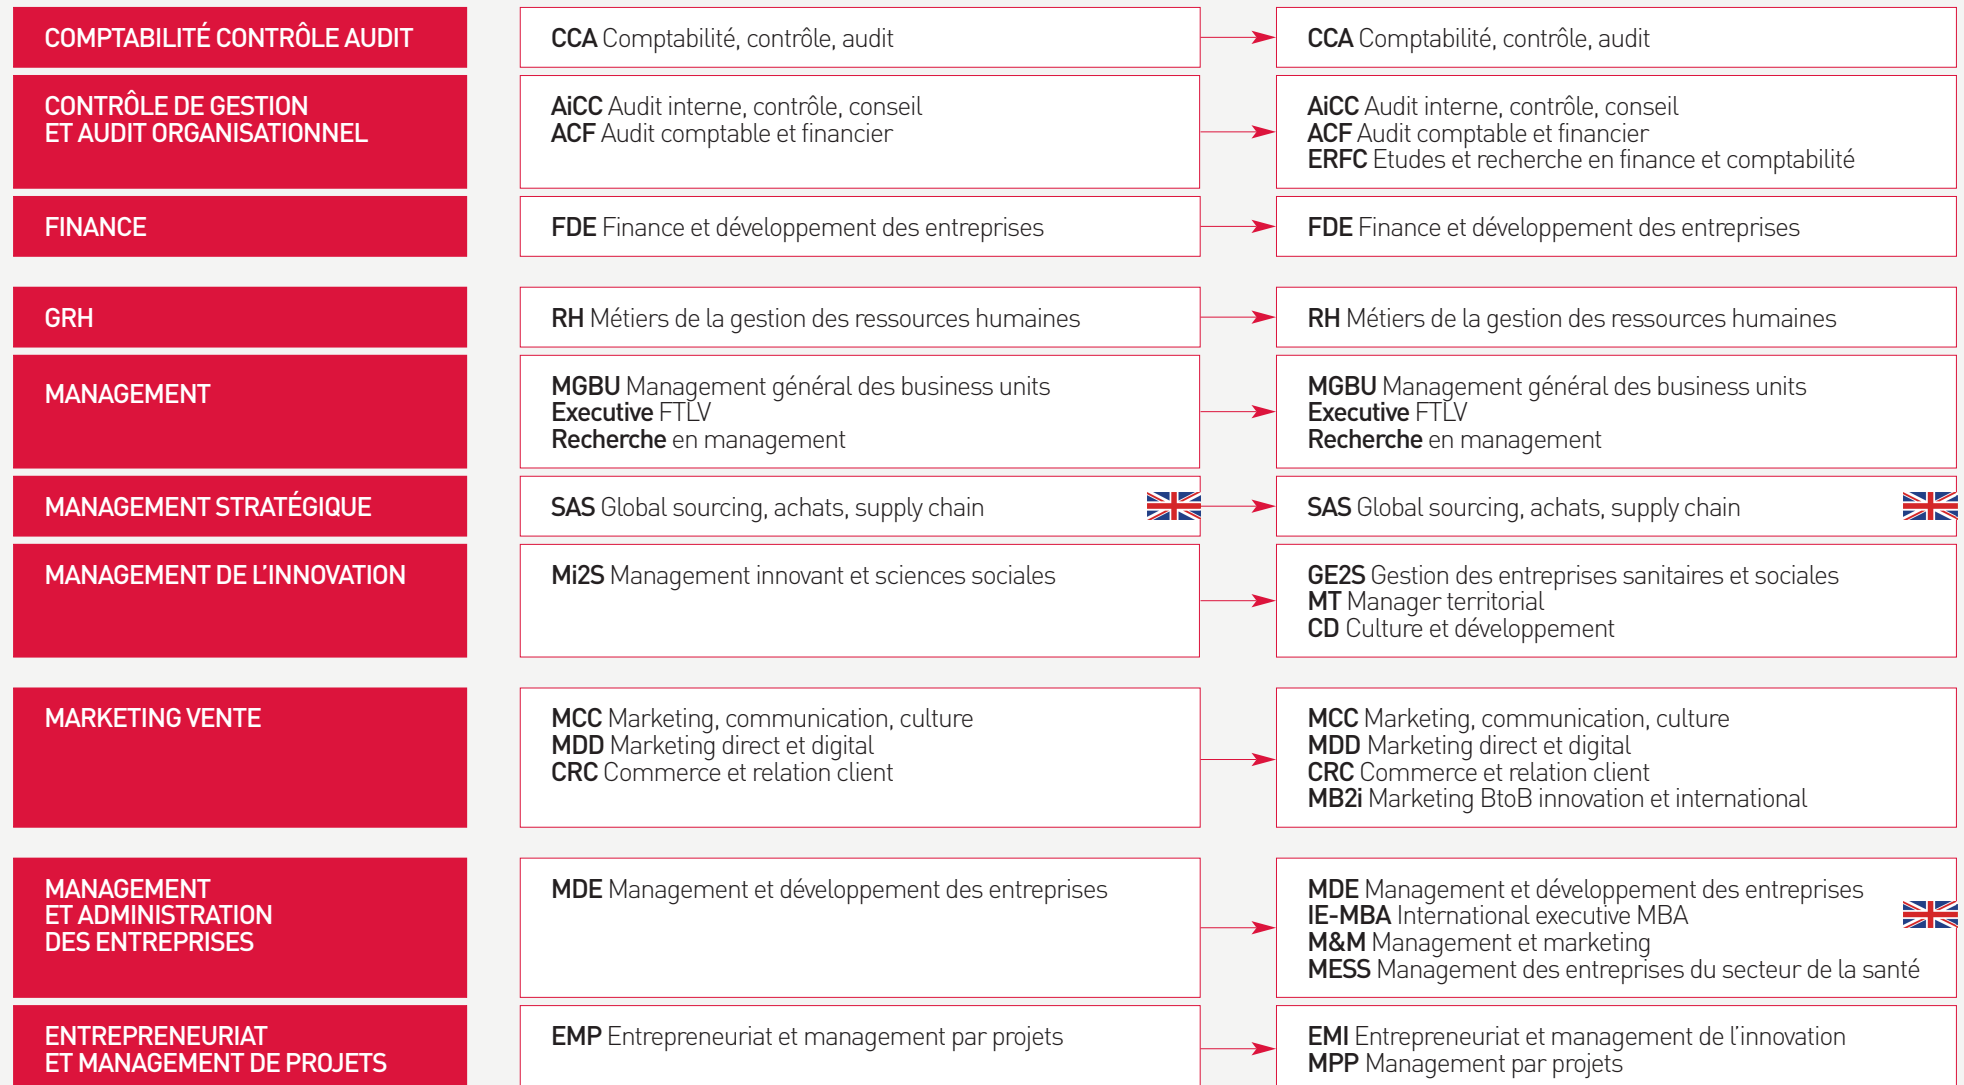 COMPTABILITÉ CONTRÔLE AUDIT
CCA Comptabilité, contrôle, audit
CCA Comptabilité, contrôle, audit
CONTRÔLE DE GESTION
ET AUDIT ORGANISATIONNEL
AiCC Audit interne, contrôle, conseil
ACF Audit comptable et financier
AiCC Audit interne, contrôle, conseil
ACF Audit comptable et financier
ERFC Etudes et recherche en finance et comptabilité
FINANCE
FDE Finance et développement des entreprises
FDE Finance et développement des entreprises
GRH
RH Métiers de la gestion des ressources humaines
RH Métiers de la gestion des ressources humaines
MANAGEMENT
MGBU Management général des business units
Executive FTLV
Recherche en management
MGBU Management général des business units
Executive FTLV
Recherche en management
MANAGEMENT STRATÉGIQUE
SAS Global sourcing, achats, supply chain
SAS Global sourcing, achats, supply chain
MANAGEMENT DE L'INNOVATION
Mi2S Management innovant et sciences sociales
GE2S Gestion des entreprises sanitaires et sociales
MT Manager territorial
CD Culture et développement
MARKETING VENTE
MCC Marketing, communication, culture
MDD Marketing direct et digital
CRC Commerce et relation client
MCC Marketing, communication, culture
MDD Marketing direct et digital
CRC Commerce et relation client
MB2i Marketing BtoB innovation et international
MANAGEMENT
ET ADMINISTRATION
DES ENTREPRISES
MDE Management et développement des entreprises
MDE Management et développement des entreprises
IE-MBA International executive MBA
M&M Management et marketing
MESS Management des entreprises du secteur de la santé
ENTREPRENEURIAT
ET MANAGEMENT DE PROJETS
EMP Entrepreneuriat et management par projets
EMI Entrepreneuriat et management de l'innovation
MPP Management par projets